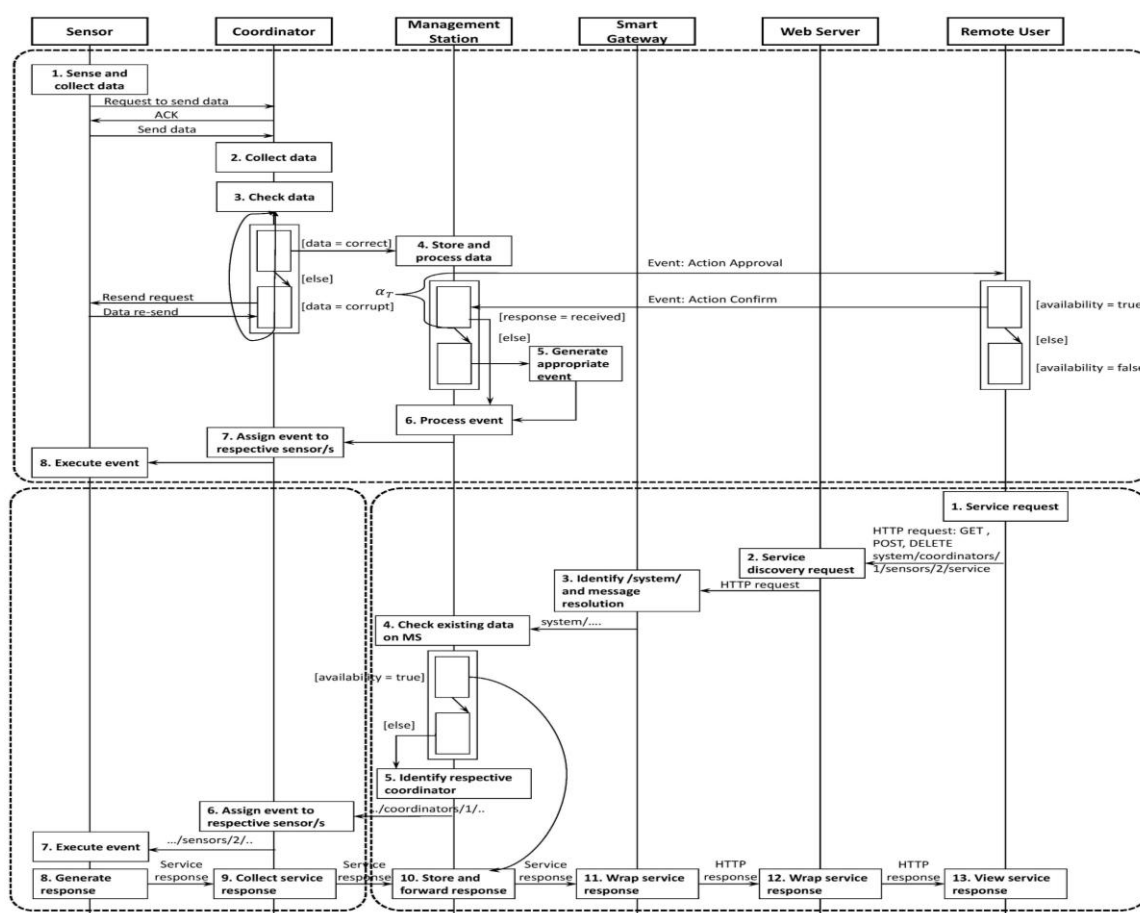 Sensor
Coordinator
Management
Station
Smart
Gateway
Web Server
Remote User
1. Sense and
collect data
Request to send data
ACK
Send data
2. Collect data
3. Check data
[data = correct]
4. Store and
process data
Event: Action Approval
[else]
α_T
Resend request
[data = corrupt]
Data re-send
Event: Action Confirm
[availability = true]
[response = received]
[else]
[else]
5. Generate
appropriate
event
[availability = false
6. Process event
7. Assign event to
respective sensor/s
8. Execute event
1. Service request
HTTP request: GET ,
POST, DELETE
system/coordinators/
1/sensors/2/service
2. Service
discovery request
HTTP request
3. Identify /system/
and message
resolution
system/....
4. Check existing data
on MS
[availability = true]
[else]
5. Identify respective
coordinator
../coordinators/1/..
6. Assign event to
respective sensor/s
.../sensors/2/..
7. Execute event
8. Generate
response
Service
response
9. Collect service
response
Service
response
10. Store and
forward response
Service
response
11. Wrap service
response
HTTP
response
12. Wrap service
response
HTTP
response
13. View service
response